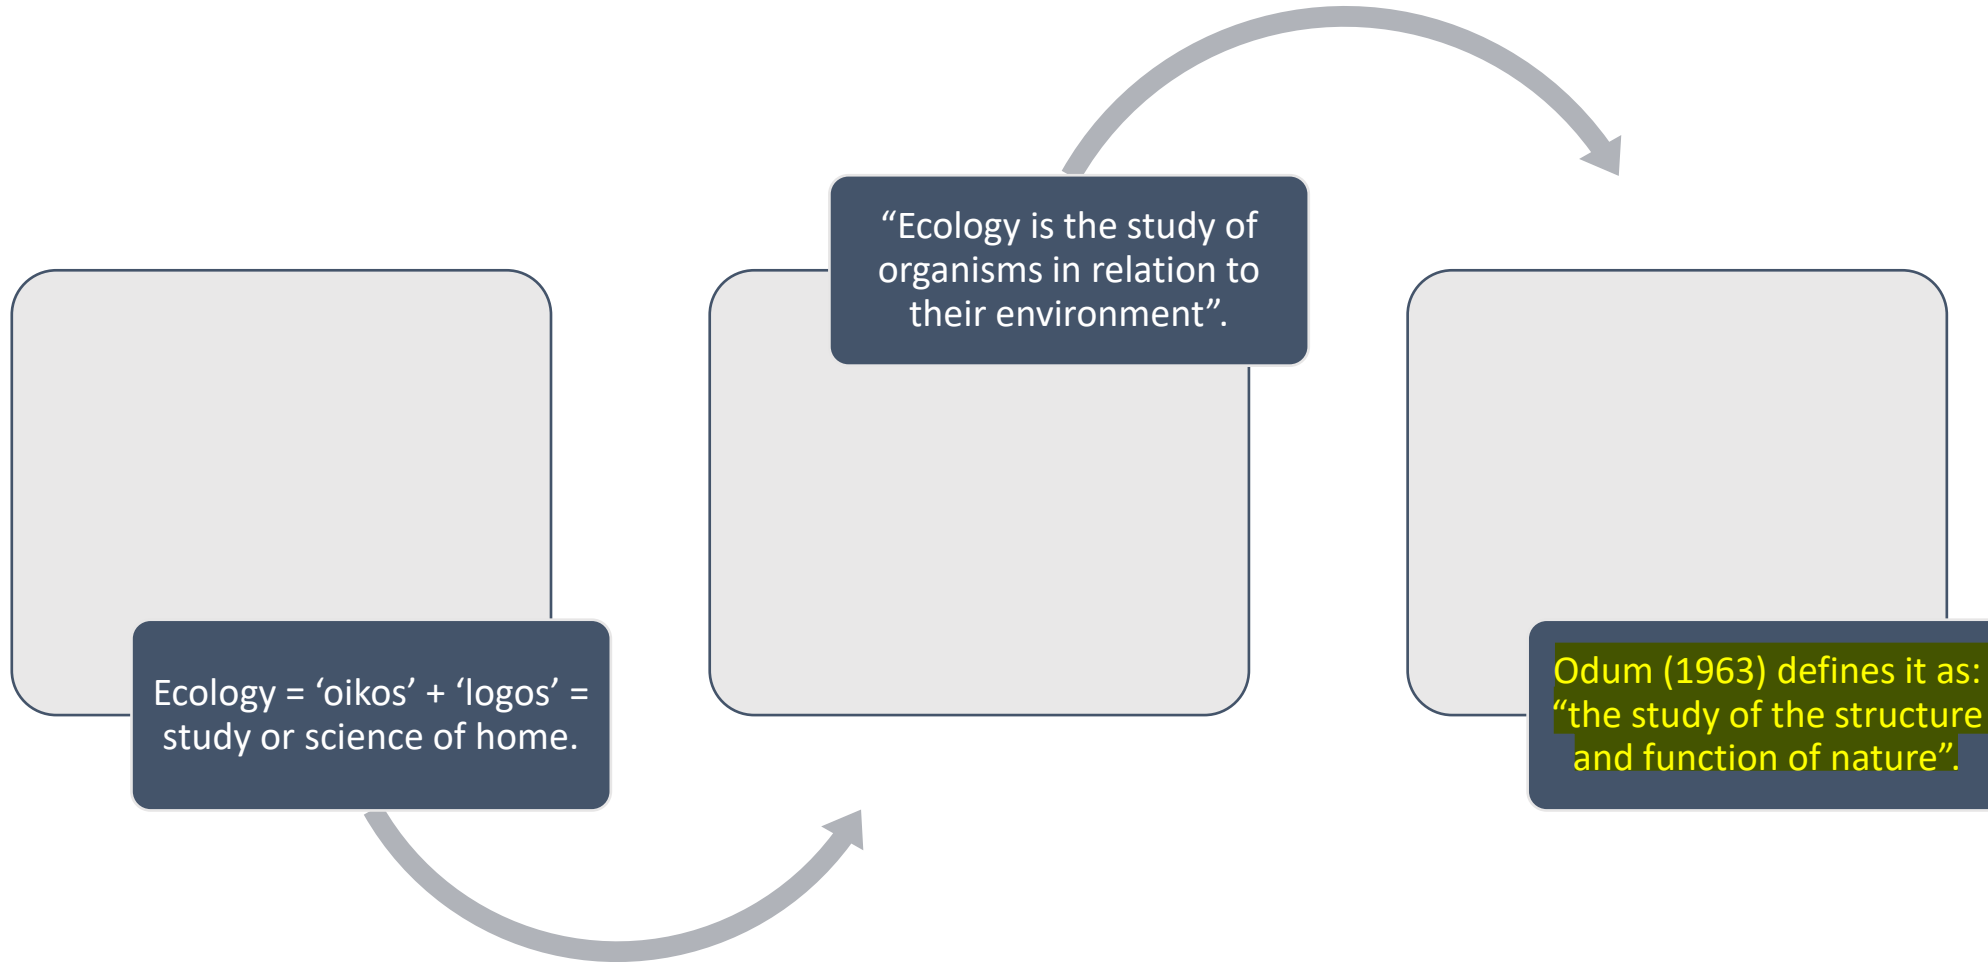 Ecology = ‘oikos’ + ‘logos’ =
study or science of home.
“Ecology is the study of
organisms in relation to
their environment”.
Odum (1963) defines it as:
“the study of the structure
and function of nature”.